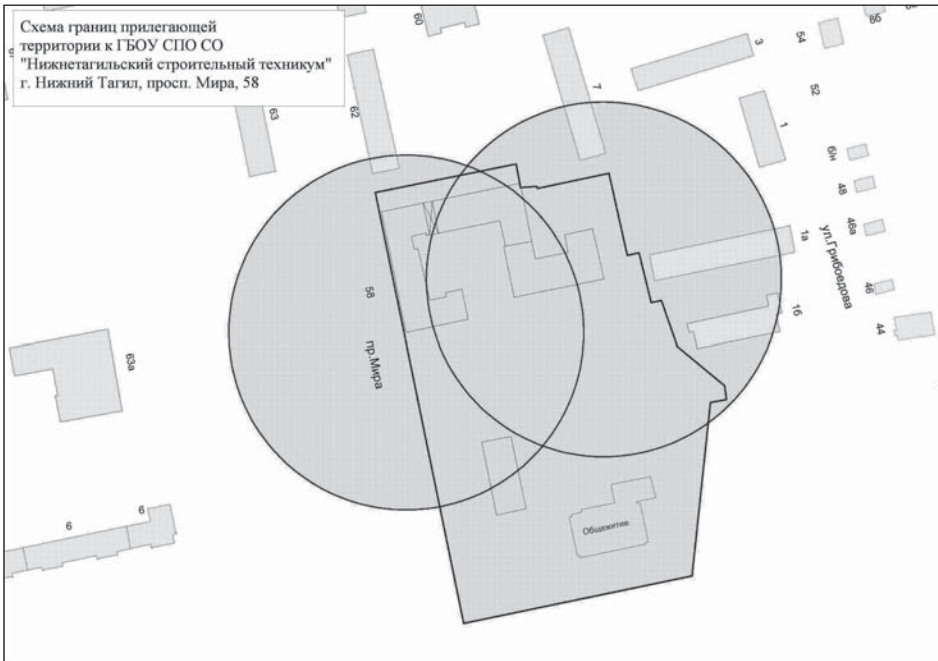 Схема границ прилегающей
территории к ГБОУ СПО СО
"Нижнетагильский строительный техникум"
г. Нижний Тагил, просп. Мира, 58
60
54
3
7
52
62
63
1
б/н
48
46а
1а
ул.Грибоедова
58
46
1б
44
пр.Мира
63а
6
6
Общежитие